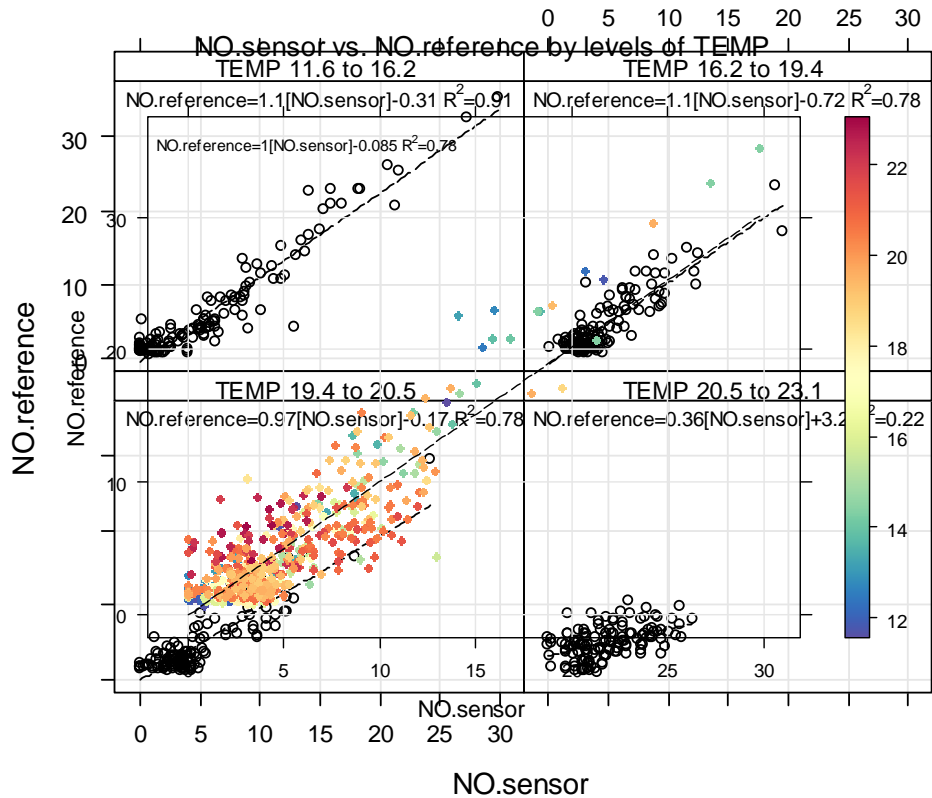 0 5 10 15 20 25 30
NO.sensor vs. NO.reference by levels of TEMP
TEMP 11.6 to 16.2
TEMP 16.2 to 19.4
NO.reference=1.1[NO.sensor]-0.31 R2=0.91
NO.reference=1.1[NO.sensor]-0.72 R2=0.78
NO.reference=1[NO.sensor]-0.085 R2=0.78
30
20
10
0
30
20
10
0
22
20
18
16
14
12
NO.reference
NO.reference
TEMP 19.4 to 20.5
TEMP 20.5 to 23.1
NO.reference=0.97[NO.sensor]-0.17 R2=0.78
NO.reference=0.36[NO.sensor]+3.2 =0.22
5 10 15 20 25 30
NO.sensor
0 5 10 15 20 25 30
NO.sensor